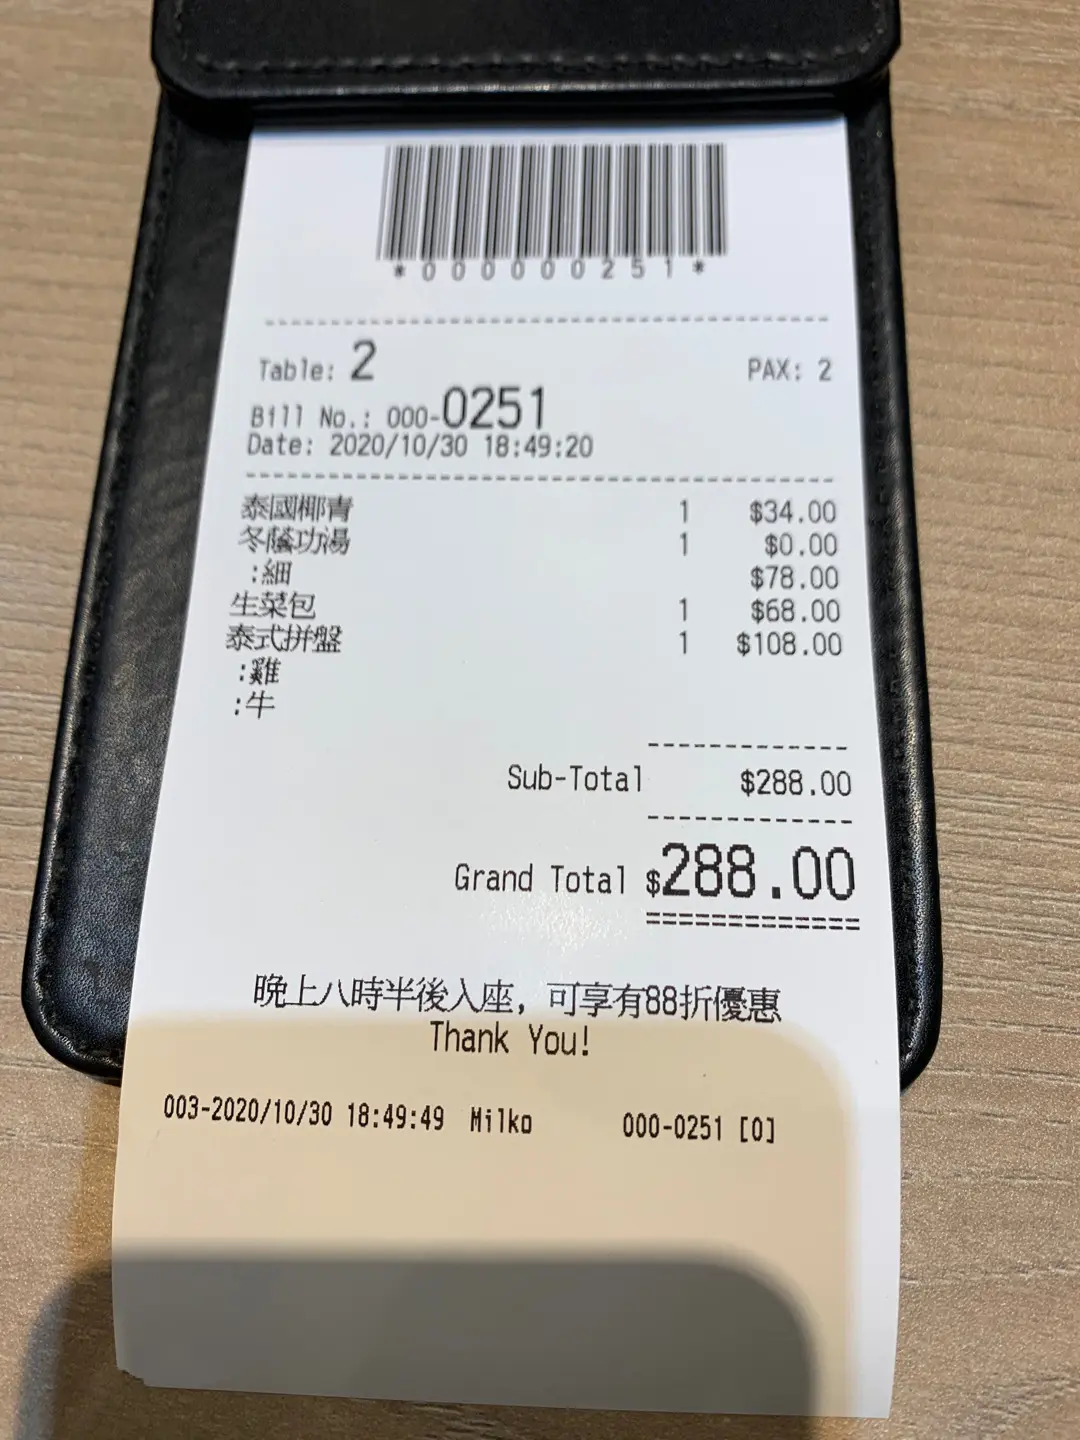 *000000251*
Table: 2 PAX: 2
Bill No.: 000-0251
Date: 2020/10/30 18:49:20
泰國椰青 1 $34.00
冬蔭功湯 1 $0.00
:細 $78.00
生菜包 1 $68.00
泰式拼盤 1 $108.00
:雞
:牛
Sub-Total $288.00
Grand Total $288.00
晚上八時半後入座, 可享有88折優惠
Thank You!
003-2020/10/30 18:49:49 Milko 000-0251 [0]